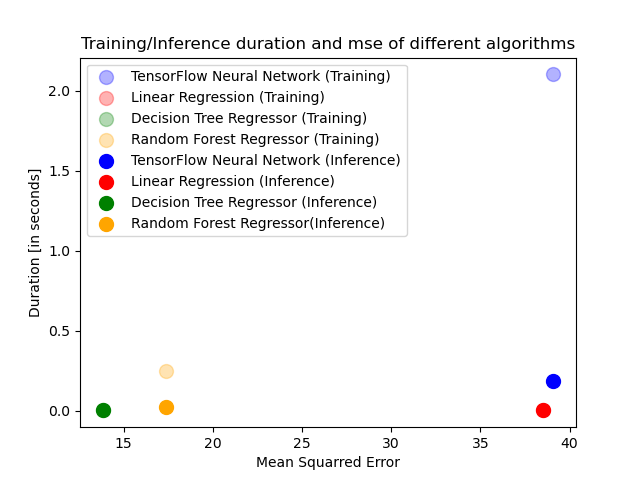 Training/Inference duration and mse of different algorithms
TensorFlow Neural Network (Training)
Linear Regression (Training)
Decision Tree Regressor (Training)
Random Forest Regressor (Training)
TensorFlow Neural Network (Inference)
Linear Regression (Inference)
Decision Tree Regressor (Inference)
Random Forest Regressor(Inference)
Duration [in seconds]
2.0
1.5
1.0
0.5
0.0
15 20 25 30 35 40
Mean Squarred Error